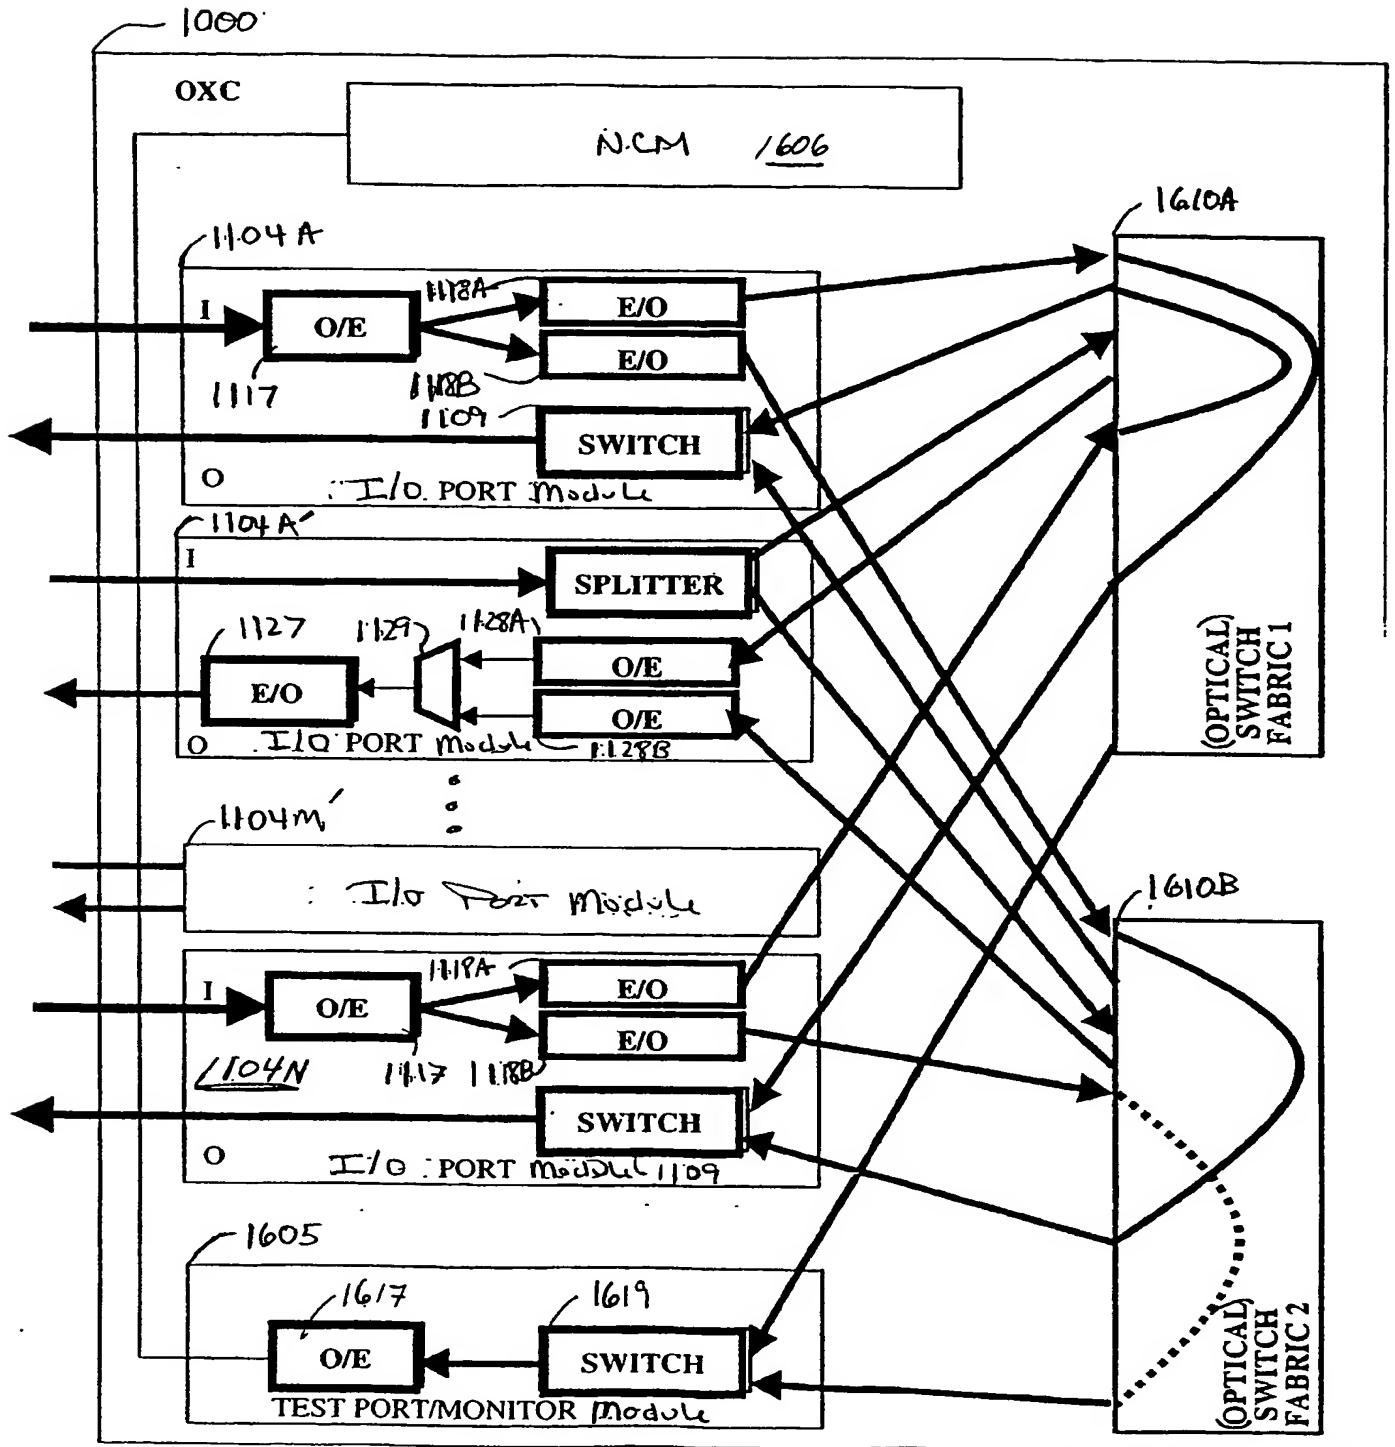 1000
OXC
NCM 1606
1610A
1104A
I
O/E
1118A
E/O
E/O
1117
1118B
1109
SWITCH
O
I/O PORT Module
1104A'
I
SPLITTER
1127
1129
1128A
O/E
E/O
O/E
O
I/O PORT Module
1128B
(OPTICAL)
SWITCH
FABRIC 1
1104m'
I/O PORT Module
1610B
I
O/E
1118A
E/O
E/O
1104N
1117
1118B
SWITCH
O
I/O PORT Module
1109
1605
1617
1619
O/E
SWITCH
TEST PORT/MONITOR Module
(OPTICAL)
SWITCH
FABRIC 2